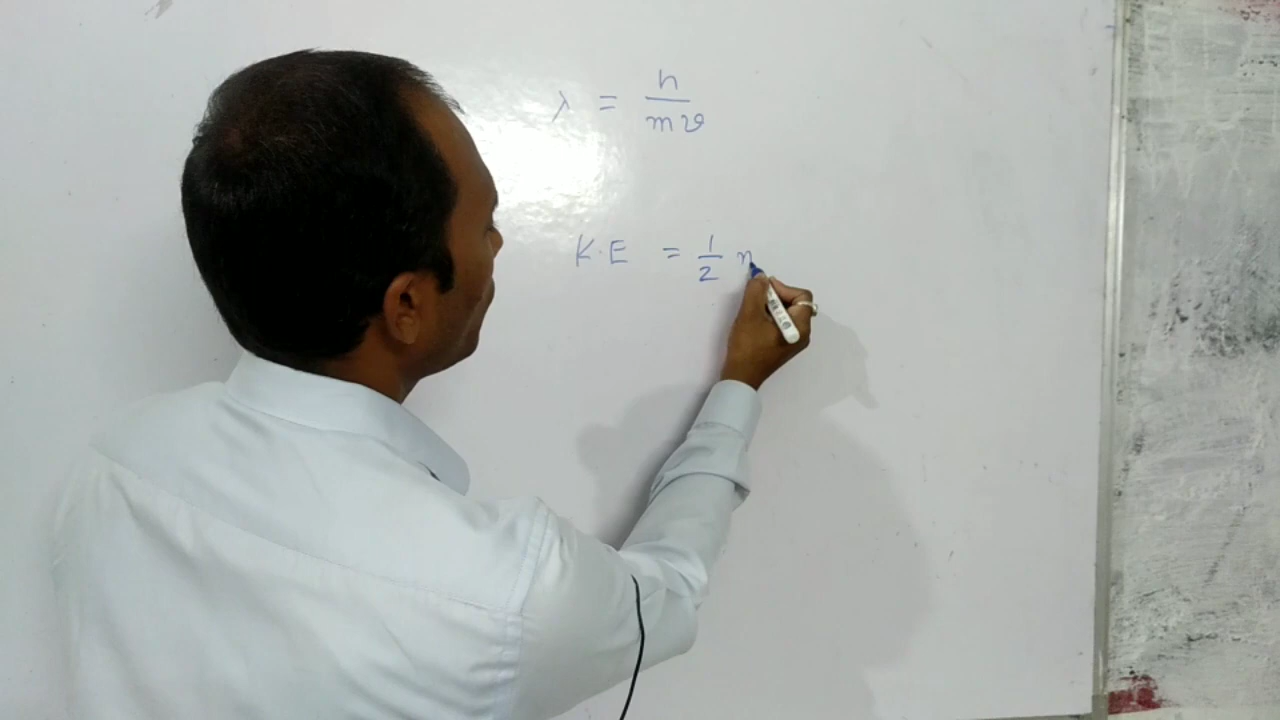 λ = h/mv
K.E = 1/2 m